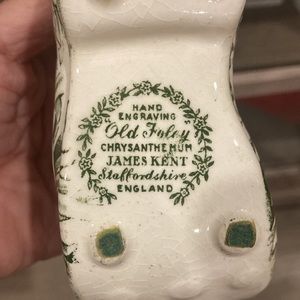 HAND
ENGRAVING
"Old Foley"
CHRYSANTHEMUM
JAMES KENT
Staffordshire
ENGLAND